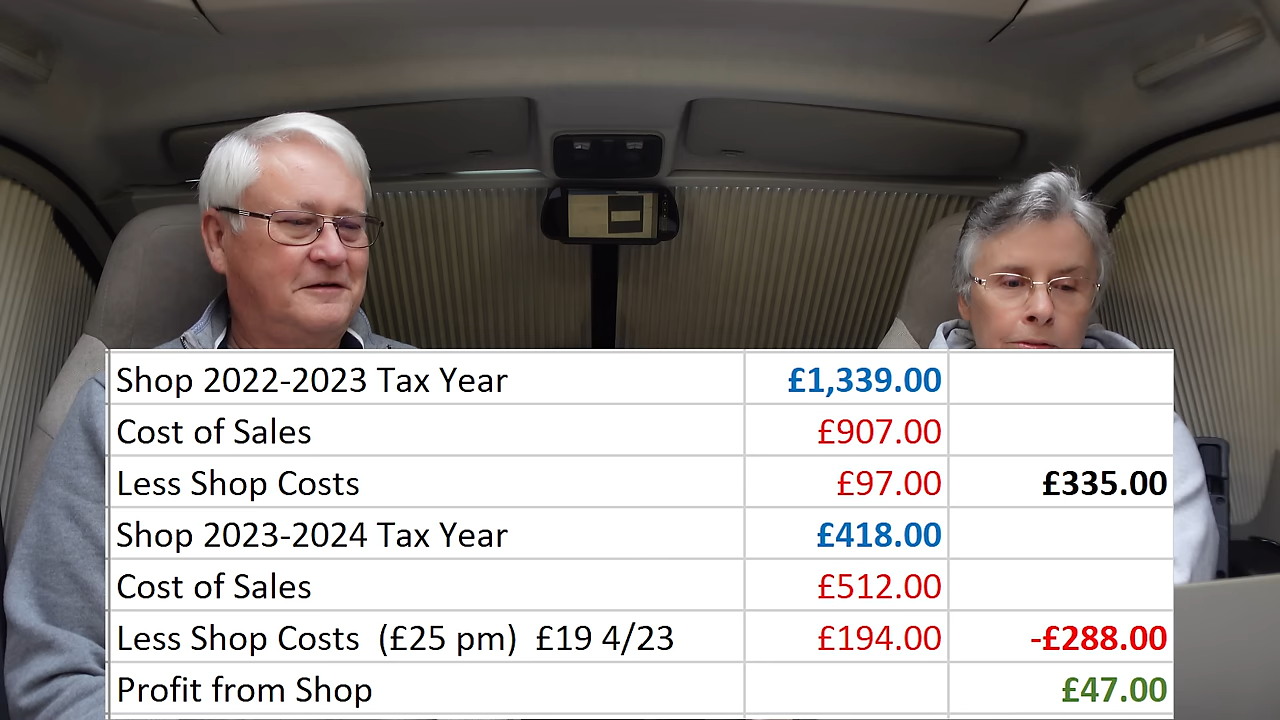 Shop 2022-2023 Tax Year £1,339.00
Cost of Sales £907.00
Less Shop Costs £97.00 £335.00
Shop 2023-2024 Tax Year £418.00
Cost of Sales £512.00
Less Shop Costs (£25 pm) £19 4/23 £194.00 -£288.00
Profit from Shop £47.00